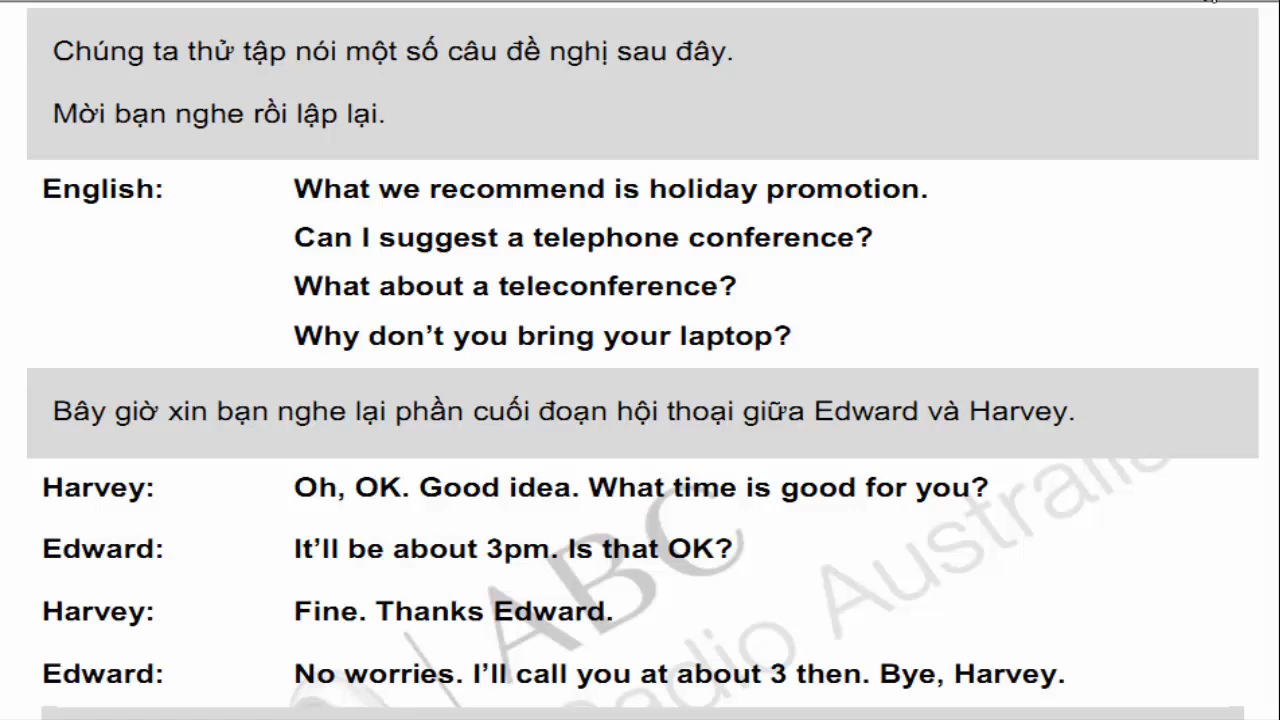 Chúng ta thử tập nói một số câu đề nghị sau đây.
Mời bạn nghe rồi lập lại.
English: What we recommend is holiday promotion.
Can I suggest a telephone conference?
What about a teleconference?
Why don’t you bring your laptop?
Bây giờ xin bạn nghe lại phần cuối đoạn hội thoại giữa Edward và Harvey.
Harvey: Oh, OK. Good idea. What time is good for you?
Edward: It’ll be about 3pm. Is that OK?
Harvey: Fine. Thanks Edward.
Edward: No worries. I’ll call you at about 3 then. Bye, Harvey.
ABC
Radio Australia